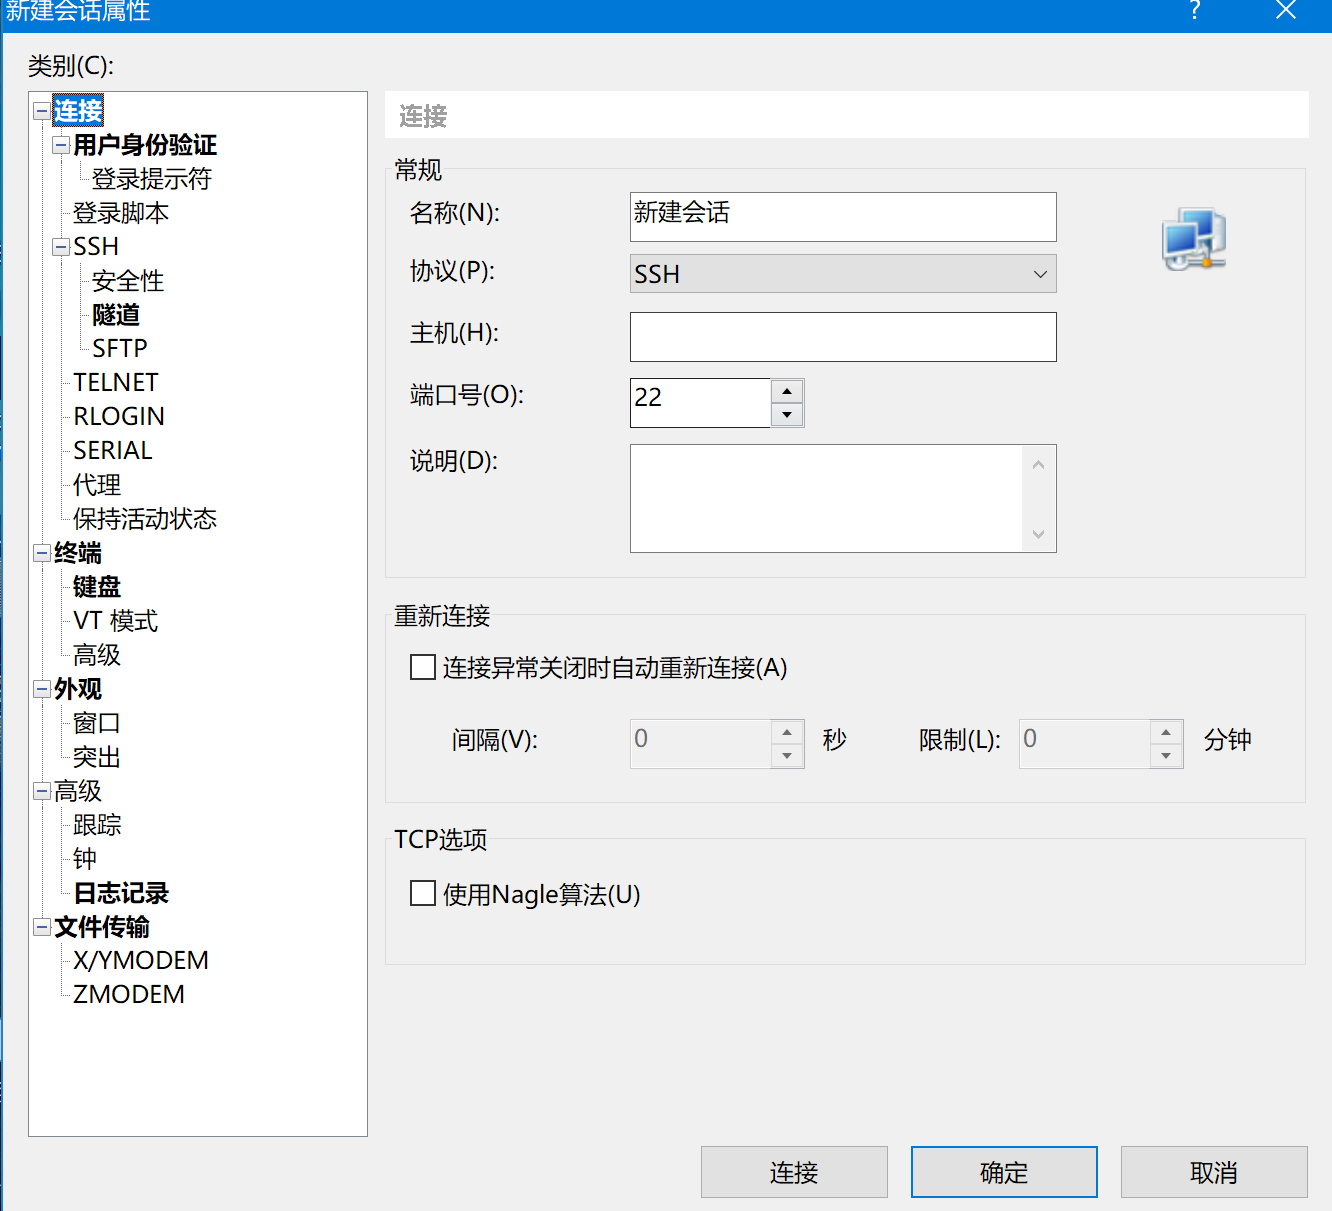 新建会话属性
类别(C):
连接
用户身份验证
登录提示符
登录脚本
SSH
安全性
隧道
SFTP
TELNET
RLOGIN
SERIAL
代理
保持活动状态
终端
键盘
VT 模式
高级
外观
窗口
突出
高级
跟踪
钟
日志记录
文件传输
X/YMODEM
ZMODEM
连接
常规
名称(N): 新建会话
协议(P): SSH
主机(H):
端口号(O): 22
说明(D):
重新连接
连接异常关闭时自动重新连接(A)
间隔(V): 0 秒 限制(L): 0 分钟
TCP选项
使用Nagle算法(U)
连接 确定 取消